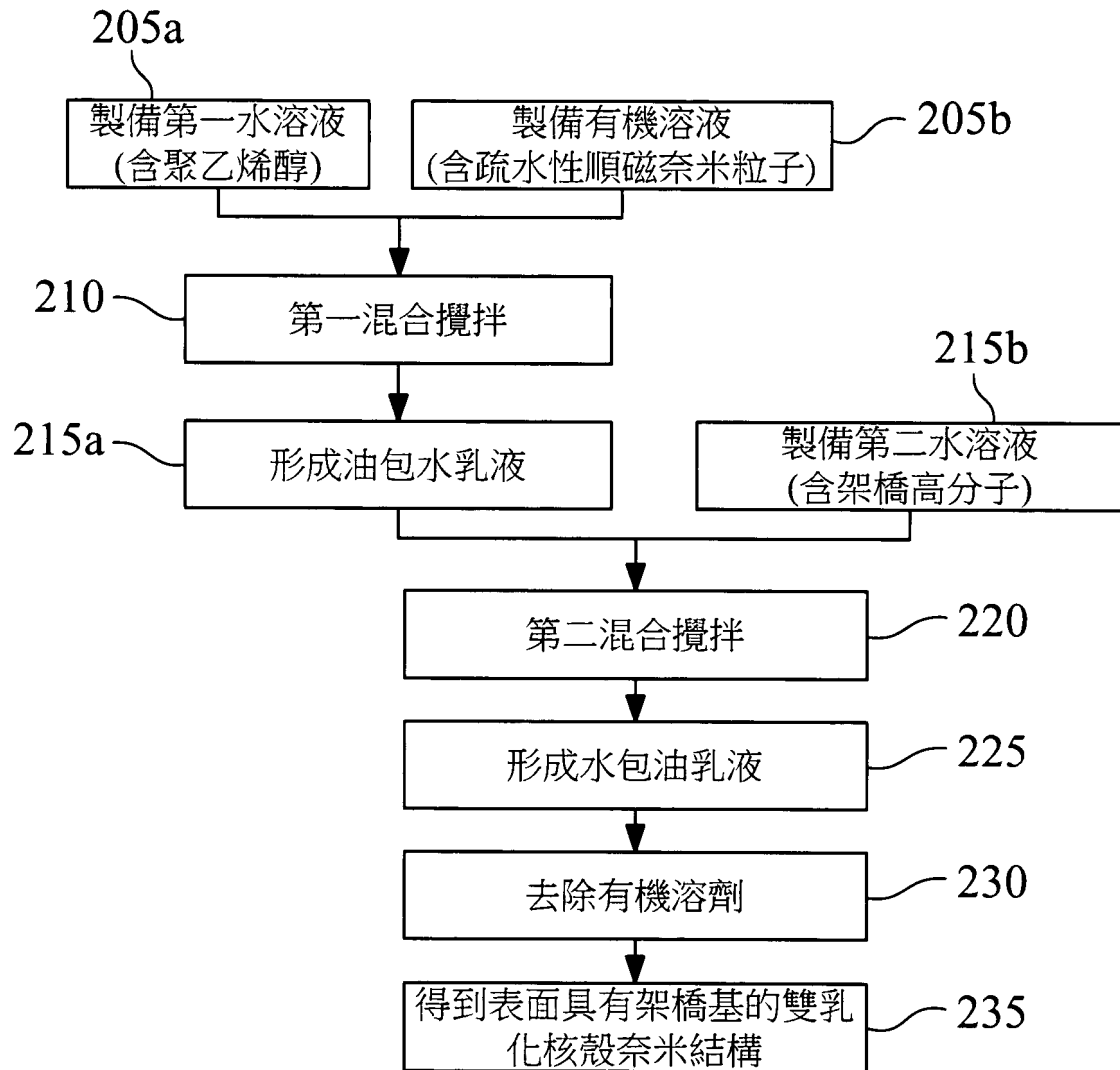 205a
製備第一水溶液
(含聚乙烯醇)
製備有機溶液
(含疏水性順磁奈米粒子)
205b
210
第一混合攪拌
215b
215a
形成油包水乳液
製備第二水溶液
(含架橋高分子)
第二混合攪拌
220
形成水包油乳液
225
去除有機溶劑
230
得到表面具有架橋基的雙乳
化核殼奈米結構
235